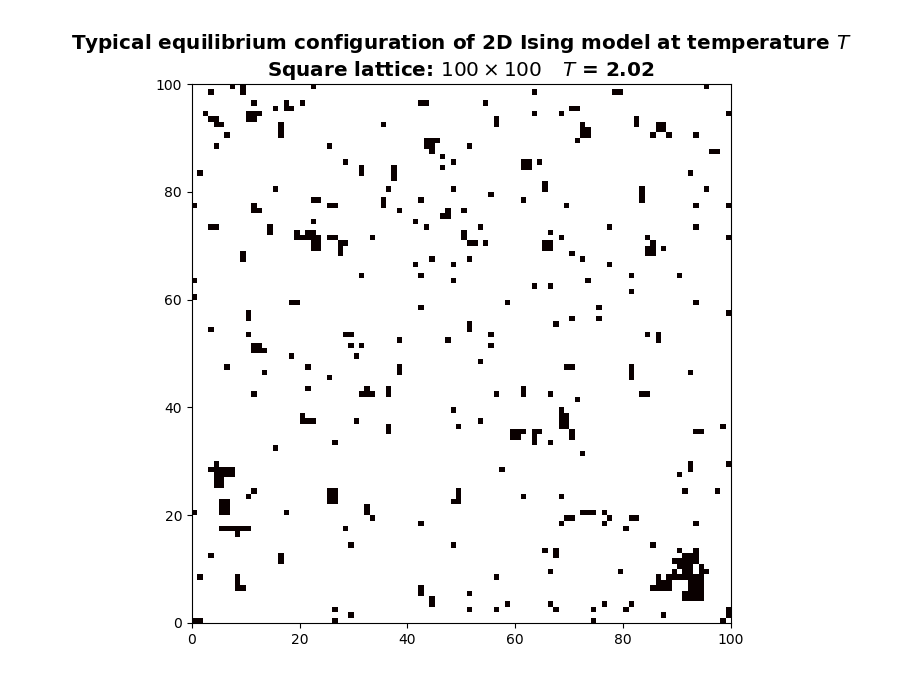 Typical equilibrium configuration of 2D Ising model at temperature T
Square lattice: 100 × 100 T = 2.02
100
80
60
40
20
0
0 20 40 60 80 100